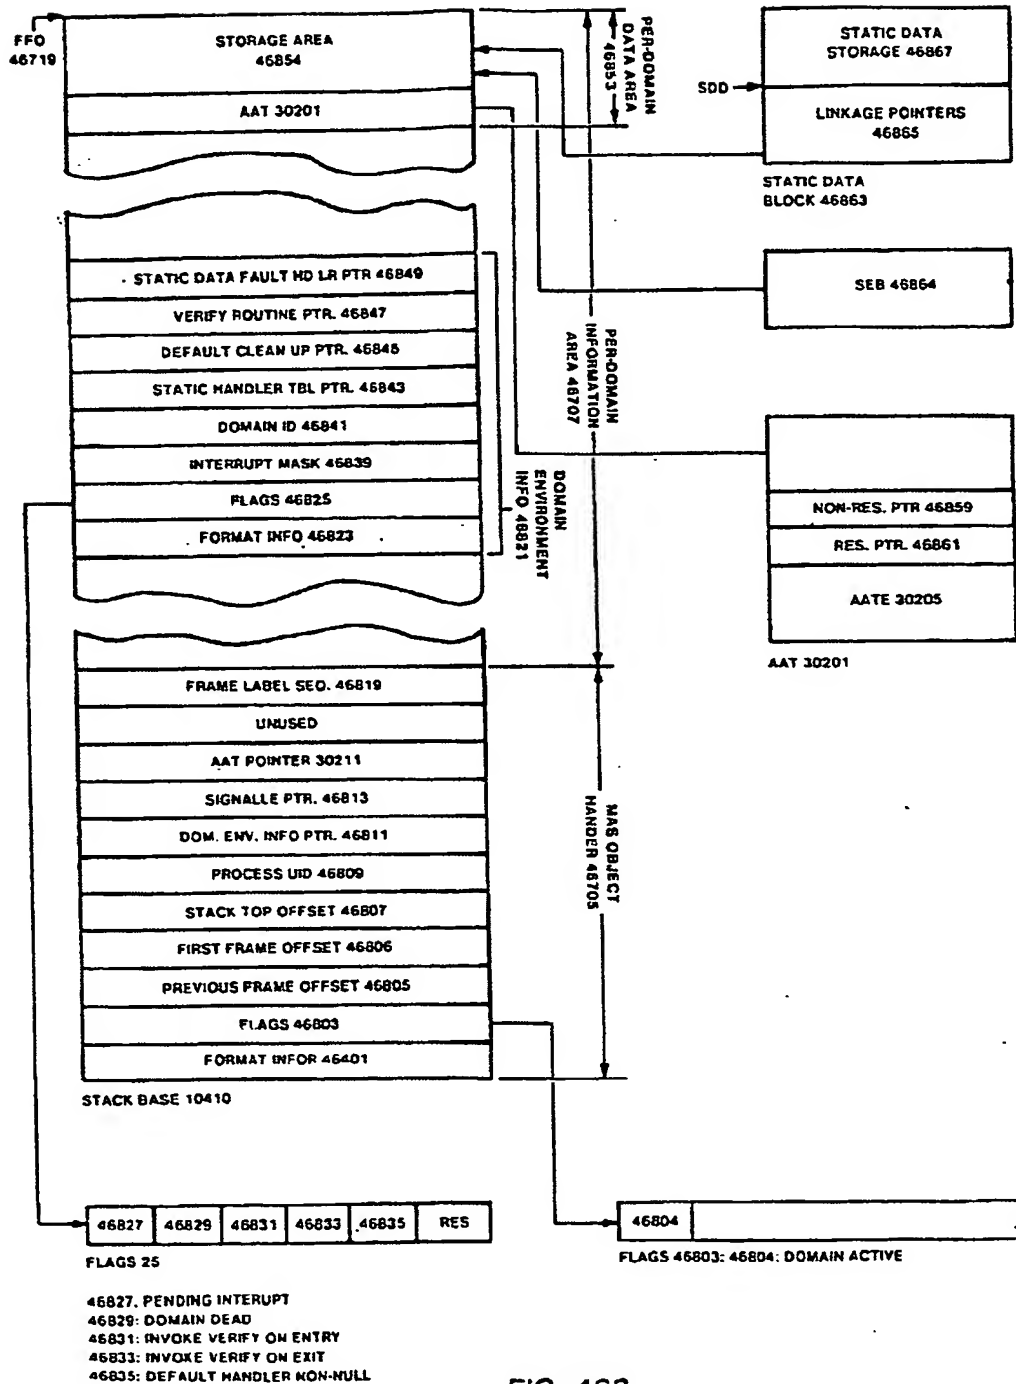 FFO
46719
STORAGE AREA
46854
AAT 30201
PER-DOMAIN
DATA AREA
46853
STATIC DATA
STORAGE 46867
SDD
LINKAGE POINTERS
46865
STATIC DATA
BLOCK 46863
STATIC DATA FAULT HD LR PTR 46849
VERIFY ROUTINE PTR. 46847
DEFAULT CLEAN UP PTR. 46845
STATIC HANDLER TBL PTR. 46843
DOMAIN ID 46841
INTERRUPT MASK 46839
FLAGS 46825
FORMAT INFO 46823
DOMAIN
ENVIRONMENT
INFO 46821
PER-DOMAIN
INFORMATION
AREA 46707
SEB 46864
NON-RES. PTR 46859
RES. PTR. 46861
AATE 30205
AAT 30201
FRAME LABEL SEQ. 46819
UNUSED
AAT POINTER 30211
SIGNALLE PTR. 46813
DOM. ENV. INFO PTR. 46811
PROCESS UID 46809
STACK TOP OFFSET 46807
FIRST FRAME OFFSET 46806
PREVIOUS FRAME OFFSET 46805
FLAGS 46803
FORMAT INFOR 46401
MAS OBJECT
HANDER 46705
STACK BASE 10410
46827 46829 46831 46833 46835 RES
FLAGS 25
46804
FLAGS 46803: 46804: DOMAIN ACTIVE
46827. PENDING INTERUPT
46829: DOMAIN DEAD
46831: INVOKE VERIFY ON ENTRY
46833: INVOKE VERIFY ON EXIT
46835: DEFAULT HANDLER NON-NULL